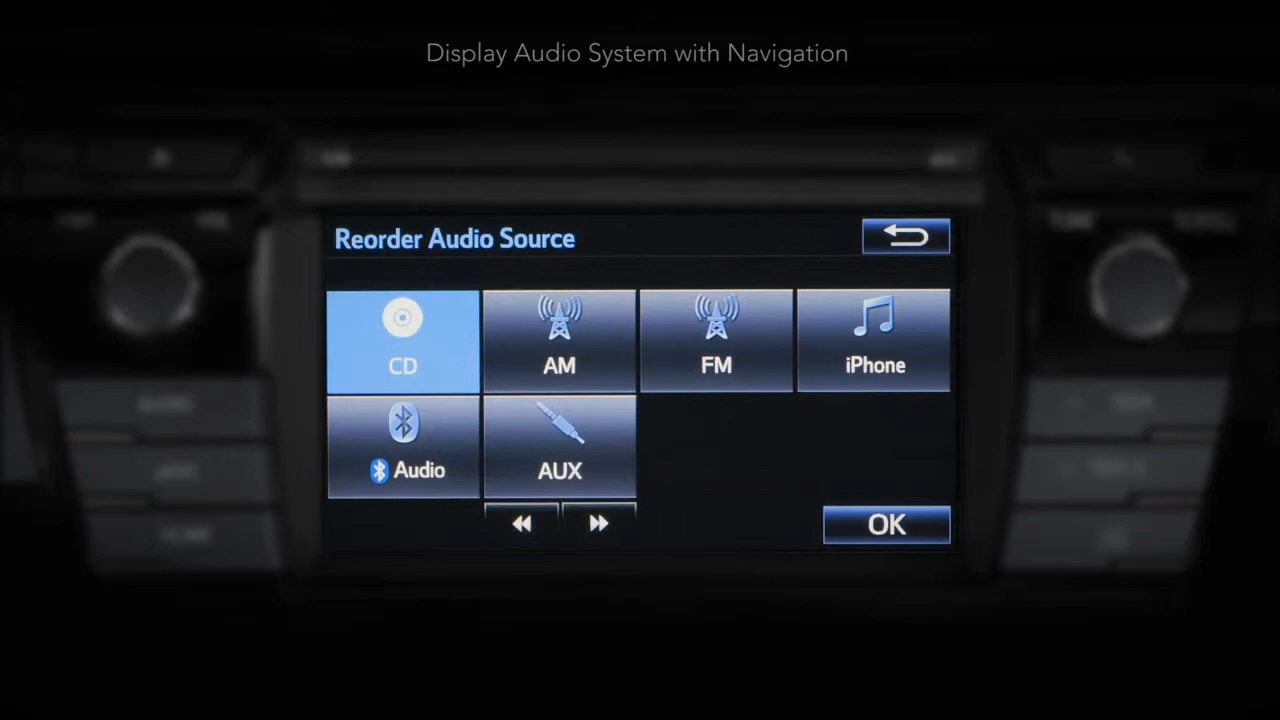 Display Audio System with Navigation
Reorder Audio Source
CD
AM
FM
iPhone
Audio
AUX
OK